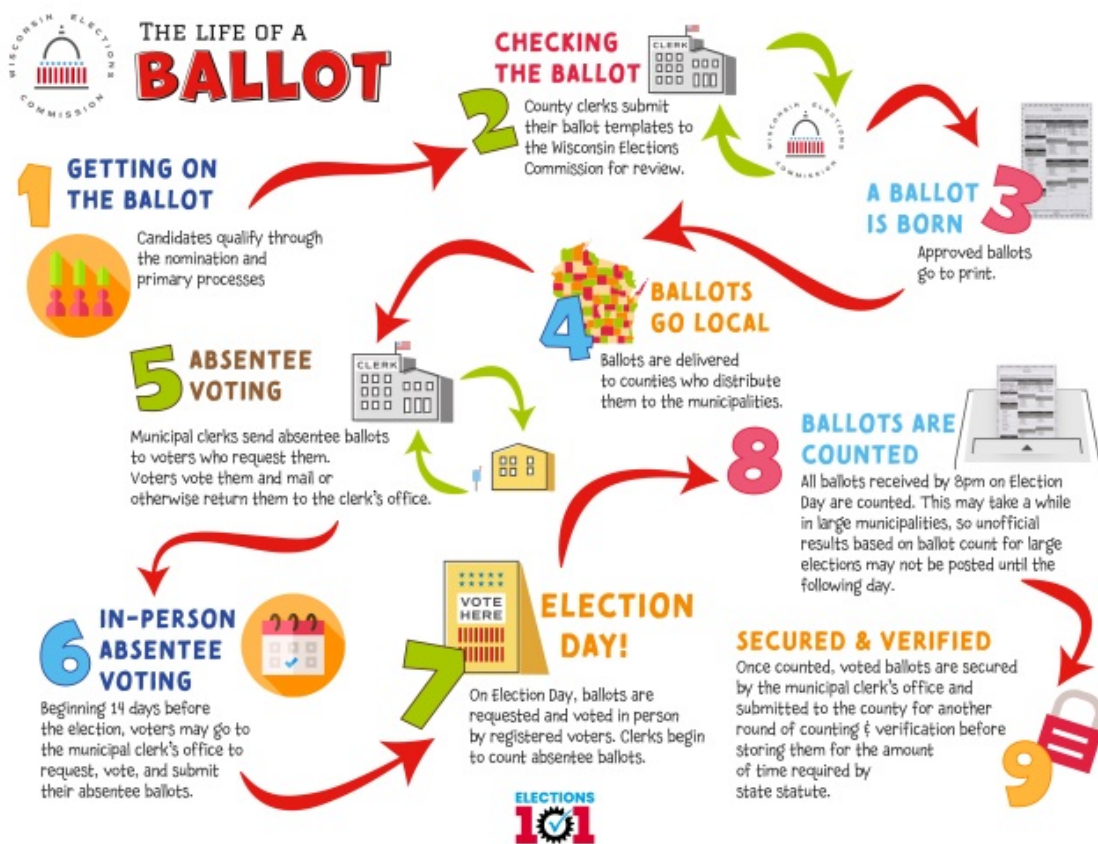 WISCONSIN ELECTIONS COMMISSION
THE LIFE OF A
BALLOT
1
GETTING ON
THE BALLOT
Candidates qualify through
the nomination and
primary processes
2
CHECKING
THE BALLOT
County clerks submit
their ballot templates to
the Wisconsin Elections
Commission for review.
CLERK
WISCONSIN ELECTIONS COMMISSION
3
A BALLOT
IS BORN
Approved ballots
go to print.
4
BALLOTS
GO LOCAL
Ballots are delivered
to counties who distribute
them to the municipalities.
5
ABSENTEE
VOTING
CLERK
Municipal clerks send absentee ballots
to voters who request them.
Voters vote them and mail or
otherwise return them to the clerk's office.
6
IN-PERSON
ABSENTEE
VOTING
Beginning 14 days before
the election, voters may go to
the municipal clerk's office to
request, vote, and submit
their absentee ballots.
7
VOTE
HERE
ELECTION
DAY!
On Election Day, ballots are
requested and voted in person
by registered voters. Clerks begin
to count absentee ballots.
8
BALLOTS ARE
COUNTED
All ballots received by 8pm on Election
Day are counted. This may take a while
in large municipalities, so unofficial
results based on ballot count for large
elections may not be posted until the
following day.
9
SECURED & VERIFIED
Once counted, voted ballots are secured
by the municipal clerk's office and
submitted to the county for another
round of counting & verification before
storing them for the amount
of time required by
state statute.
ELECTIONS
101